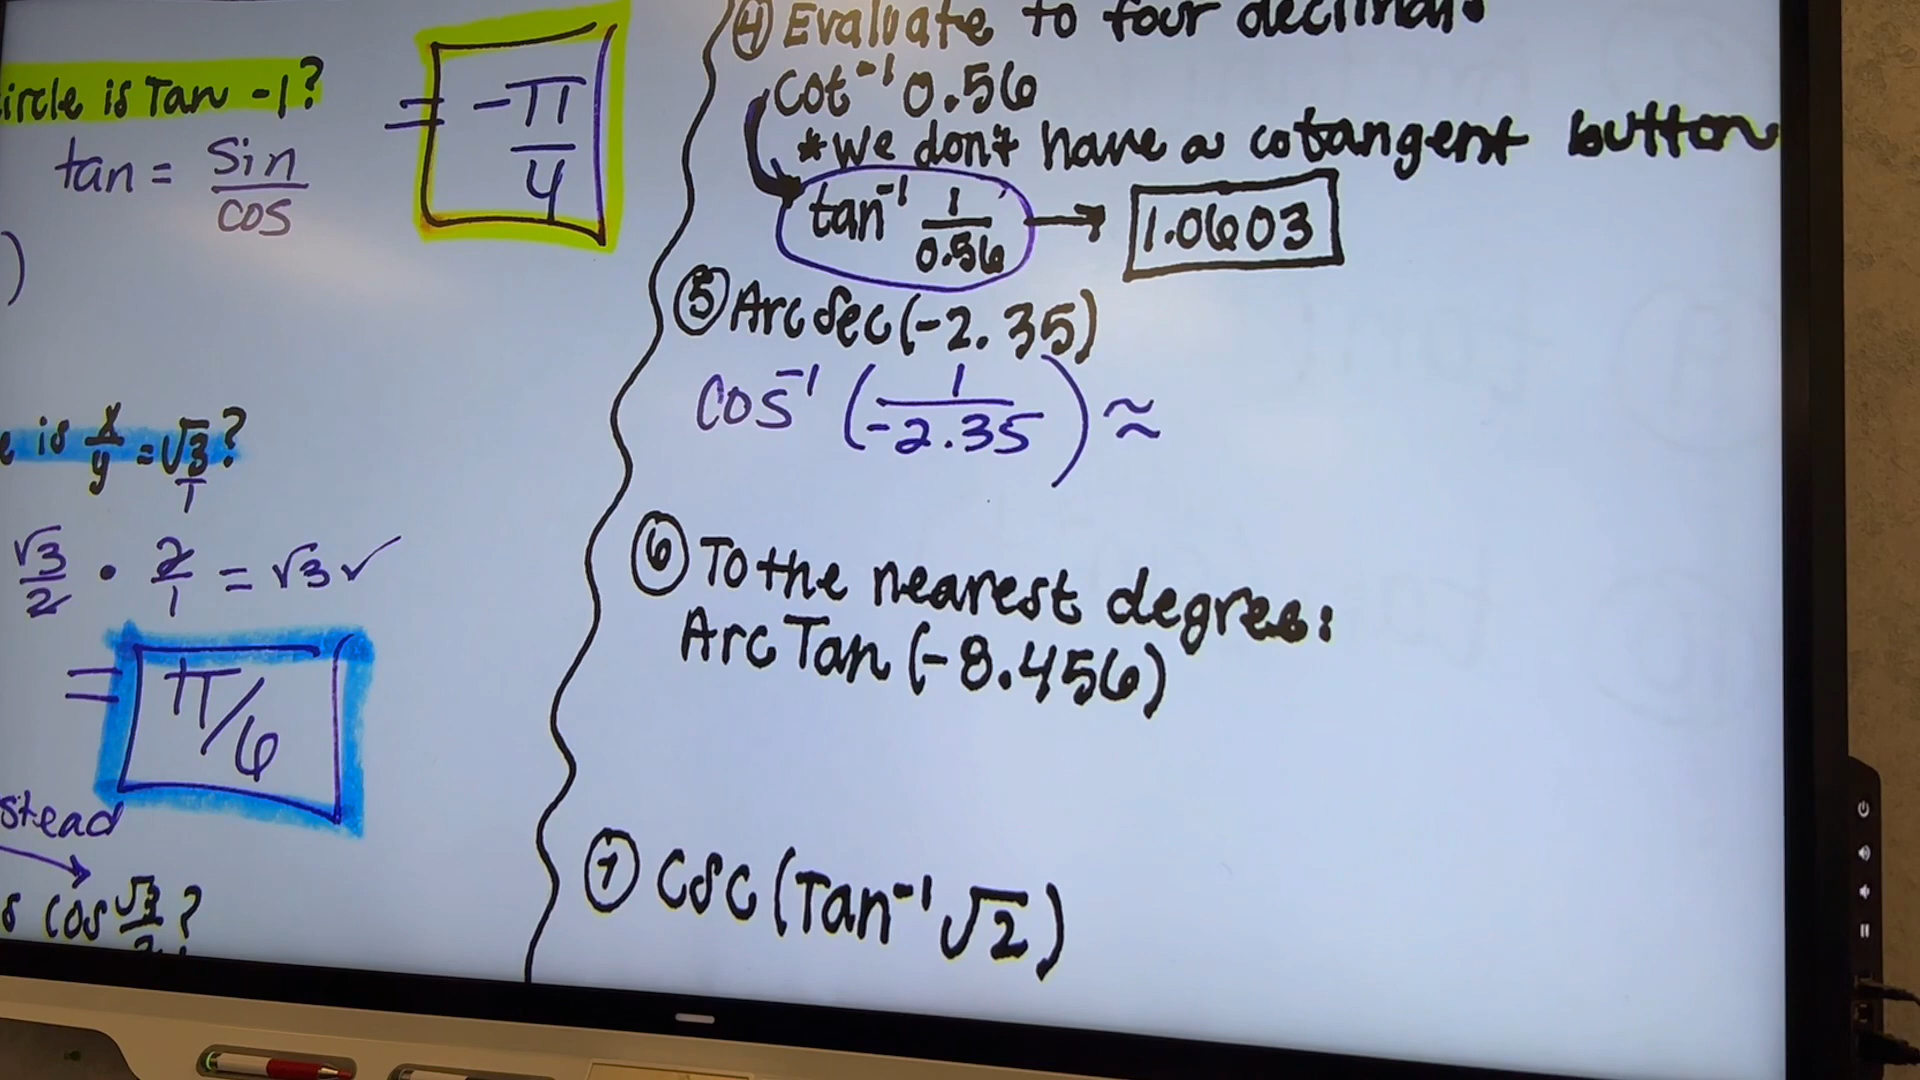 ircle is Tan -1?
tan = sin/cos
= -π/4
)
e is x/y = √3/1?
√3/2 · 2/1 = √3 ✓
= π/6
stead
s cos √3/2?
④ Evaluate to four decimals
cot⁻¹ 0.56
*we don't have a cotangent button
tan⁻¹ 1/0.56 → 1.0603
⑤ Arcsec(-2.35)
cos⁻¹ (1/-2.35) ≈
⑥ To the nearest degree:
Arc Tan (-8.456)
⑦ csc (Tan⁻¹ √2)